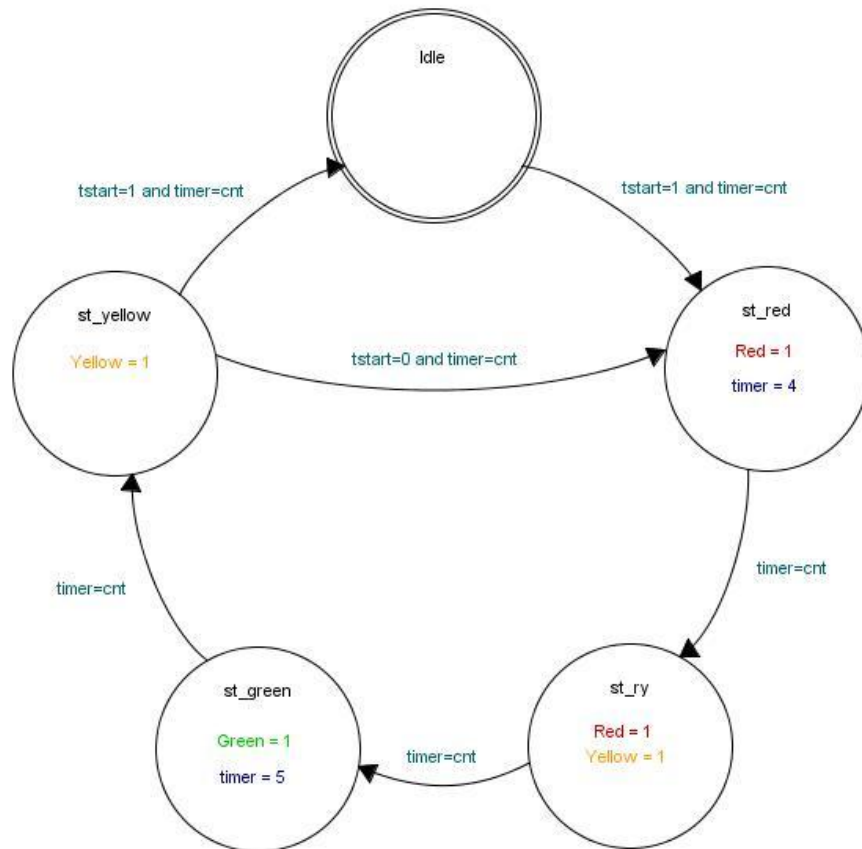 Idle
tstart=1 and timer=cnt
tstart=1 and timer=cnt
st_yellow
Yellow = 1
st_red
Red = 1
timer = 4
tstart=0 and timer=cnt
timer=cnt
timer=cnt
st_green
Green = 1
timer = 5
timer=cnt
st_ry
Red = 1
Yellow = 1